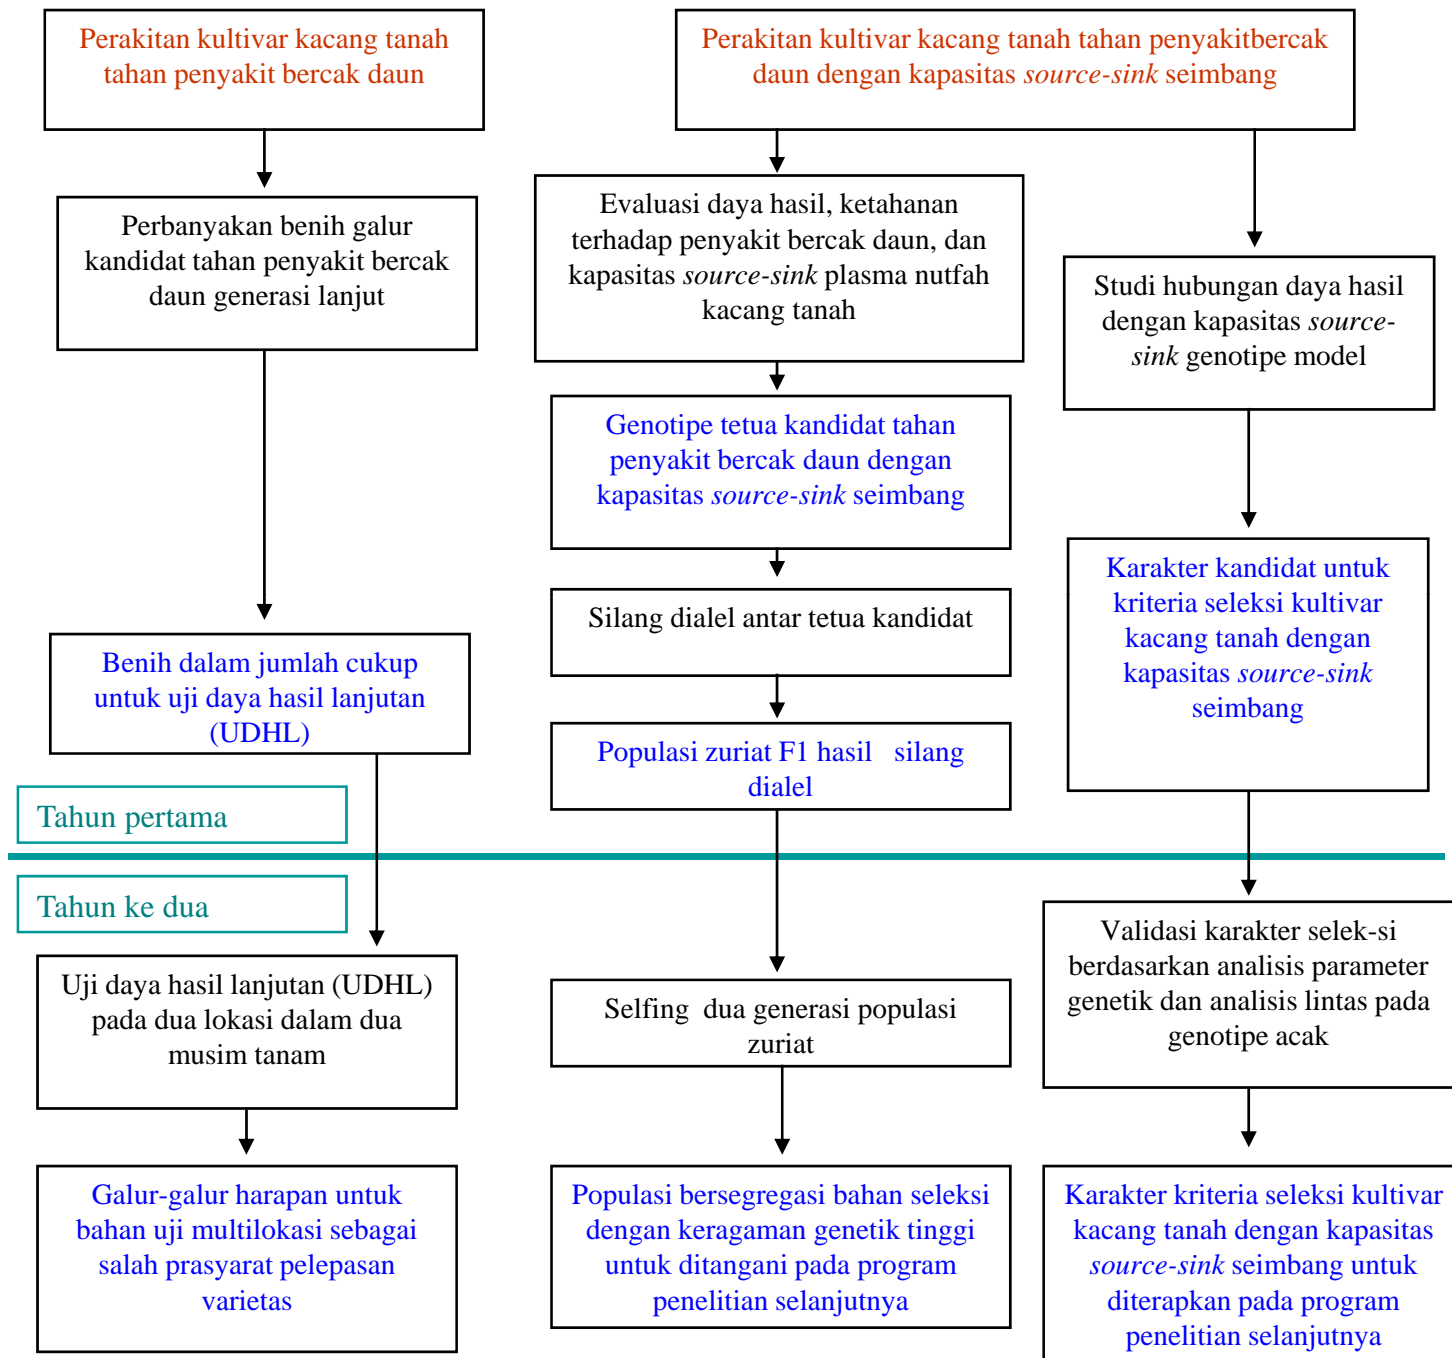 Perakitan kultivar kacang tanah
tahan penyakit bercak daun
Perakitan kultivar kacang tanah tahan penyakitbercak
daun dengan kapasitas source-sink seimbang
Perbanyakan benih galur
kandidat tahan penyakit bercak
daun generasi lanjut
Evaluasi daya hasil, ketahanan
terhadap penyakit bercak daun, dan
kapasitas source-sink plasma nutfah
kacang tanah
Studi hubungan daya hasil
dengan kapasitas source-
sink genotipe model
Genotipe tetua kandidat tahan
penyakit bercak daun dengan
kapasitas source-sink seimbang
Silang dialel antar tetua kandidat
Karakter kandidat untuk
kriteria seleksi kultivar
kacang tanah dengan
kapasitas source-sink
seimbang
Benih dalam jumlah cukup
untuk uji daya hasil lanjutan
(UDHL)
Populasi zuriat F1 hasil silang
dialel
Tahun pertama
Tahun ke dua
Uji daya hasil lanjutan (UDHL)
pada dua lokasi dalam dua
musim tanam
Selfing dua generasi populasi
zuriat
Validasi karakter selek-si
berdasarkan analisis parameter
genetik dan analisis lintas pada
genotipe acak
Galur-galur harapan untuk
bahan uji multilokasi sebagai
salah prasyarat pelepasan
varietas
Populasi bersegregasi bahan seleksi
dengan keragaman genetik tinggi
untuk ditangani pada program
penelitian selanjutnya
Karakter kriteria seleksi kultivar
kacang tanah dengan kapasitas
source-sink seimbang untuk
diterapkan pada program
penelitian selanjutnya